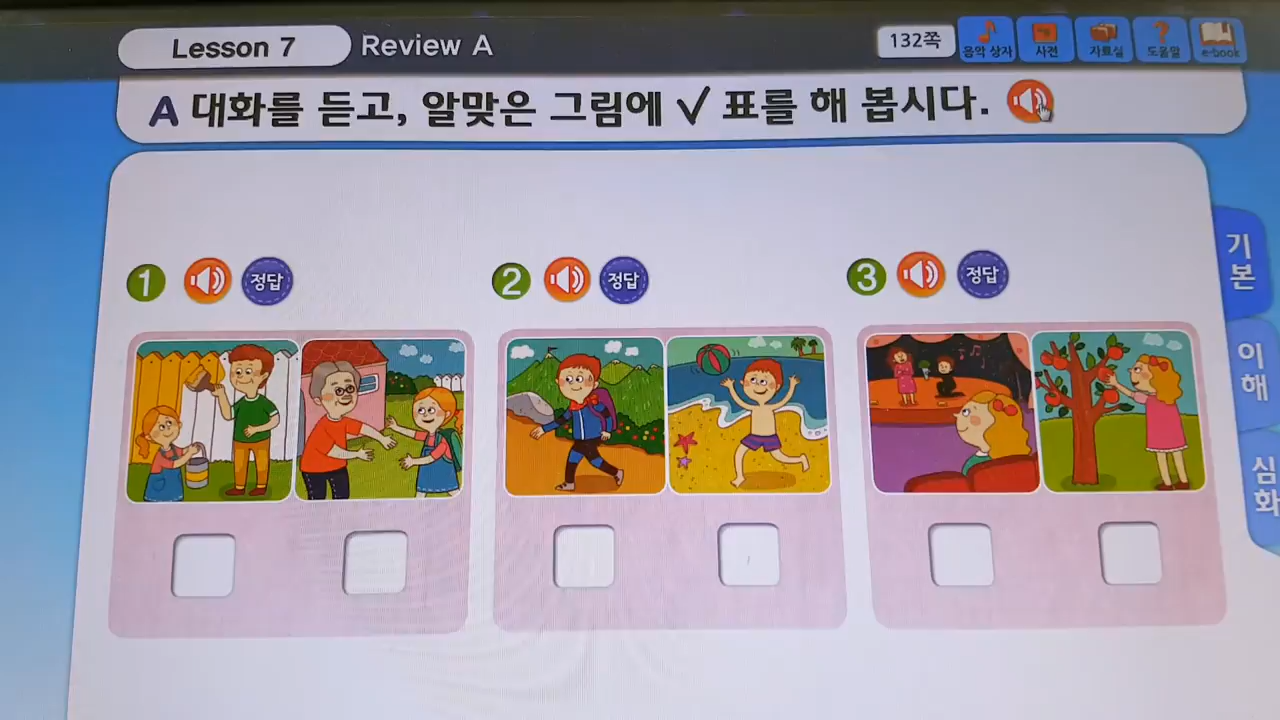 Lesson 7 Review A
132쪽
음악 상자 사전 자료실 도움말 e-book
A 대화를 듣고, 알맞은 그림에 √ 표를 해 봅시다.
1 정답
2 정답
3 정답
기본
이해
심화